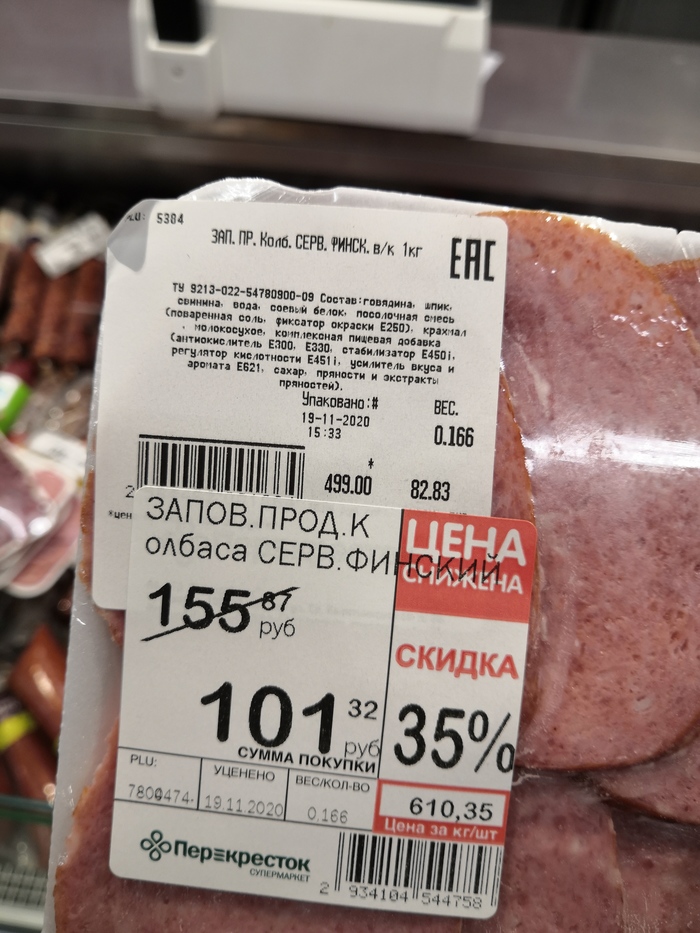 PLU: 5384
ЗАП. ПР. Колб. СЕРВ. ФИНСК. в/к 1кг
EAC
ТУ 9213-022-54780900-09 Состав:говядина, шпик,
свинина, вода, соевый белок, посолочная смесь
(поваренная соль, фиксатор окраски Е250), крахмал
, молокосухое, комплексная пищевая добавка
(антиокислитель Е300, Е330, стабилизатор Е450i,
регулятор кислотности Е451i, усилитель вкуса и
аромата Е621, сахар, пряности и экстракты
пряностей).
Упаковано:# ВЕС.
19-11-2020
15:33 0.166
*
499.00 82.83
2
*цен
ЗАПОВ.ПРОД.К
олбаса СЕРВ.ФИНСКИЙ
ЦЕНА
СНИЖЕНА
155 87
руб
СКИДКА
35%
101 32
руб
СУММА ПОКУПКИ
PLU: УЦЕНЕНО ВЕС/КОЛ-ВО
19.11.2020 0.166
610,35
Цена за кг/шт
Перекресток
СУПЕРМАРКЕТ
2 934104 544758